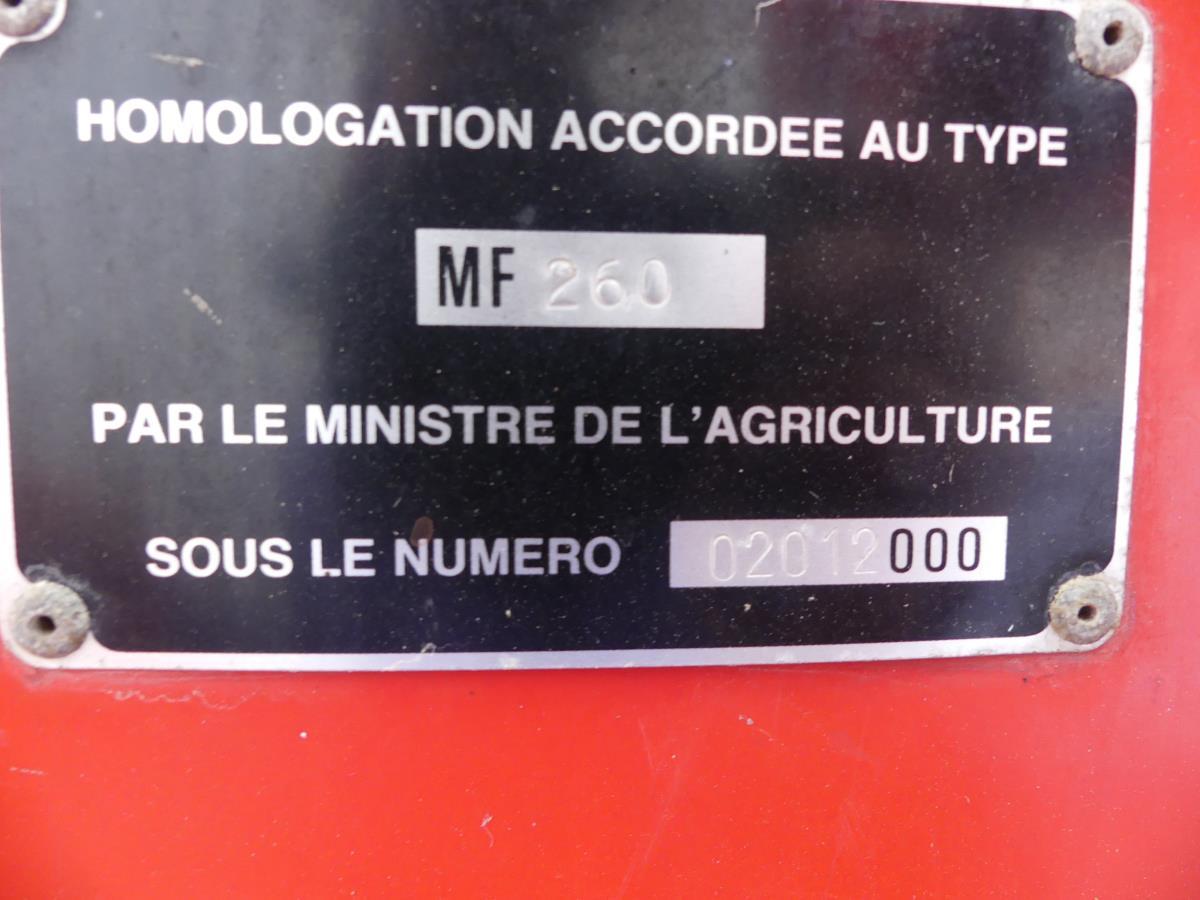 HOMOLOGATION ACCORDEE AU TYPE
MF 260
PAR LE MINISTRE DE L'AGRICULTURE
SOUS LE NUMERO 02012000